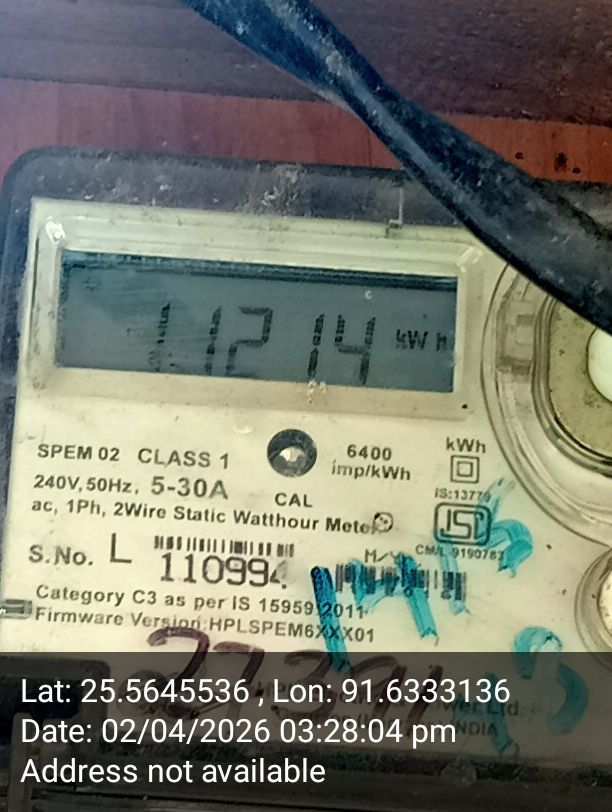 11214 kWh
SPEM 02 CLASS 1
6400
imp/kWh
kWh
240V,50Hz, 5-30A
CAL
IS:13779
ac, 1Ph, 2Wire Static Watthour Meter
ISI
CM/L-9190783
S.No. L
110994
Category C3 as per IS 15959:2011
Firmware Version:HPLSPEM6XXX01
INDIA
Lat: 25.5645536 , Lon: 91.6333136
Date: 02/04/2026 03:28:04 pm
Address not available